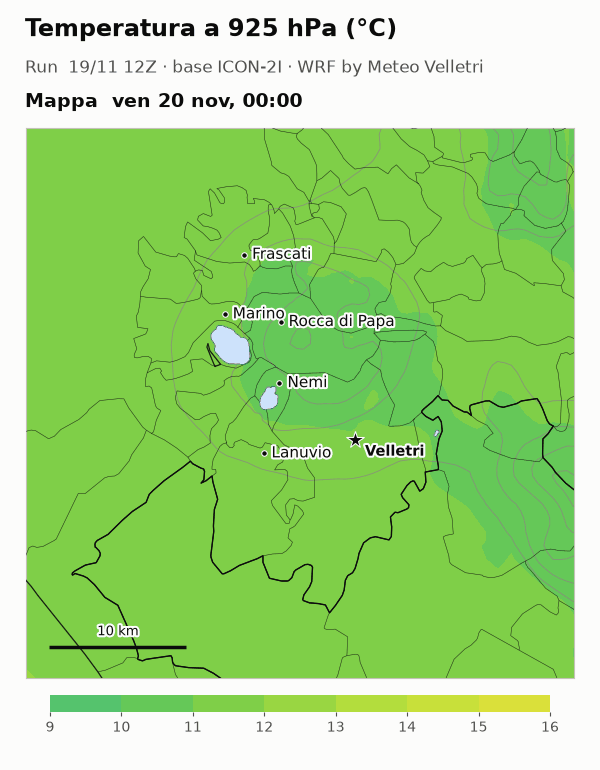 Temperatura a 925 hPa (°C)
Run  19/11 12Z · base ICON-2I · WRF by Meteo Velletri
Mappa  ven 20 nov, 00:00
Frascati
Marino
Rocca di Papa
Nemi
Velletri
Lanuvio
10 km
9 10 11 12 13 14 15 16